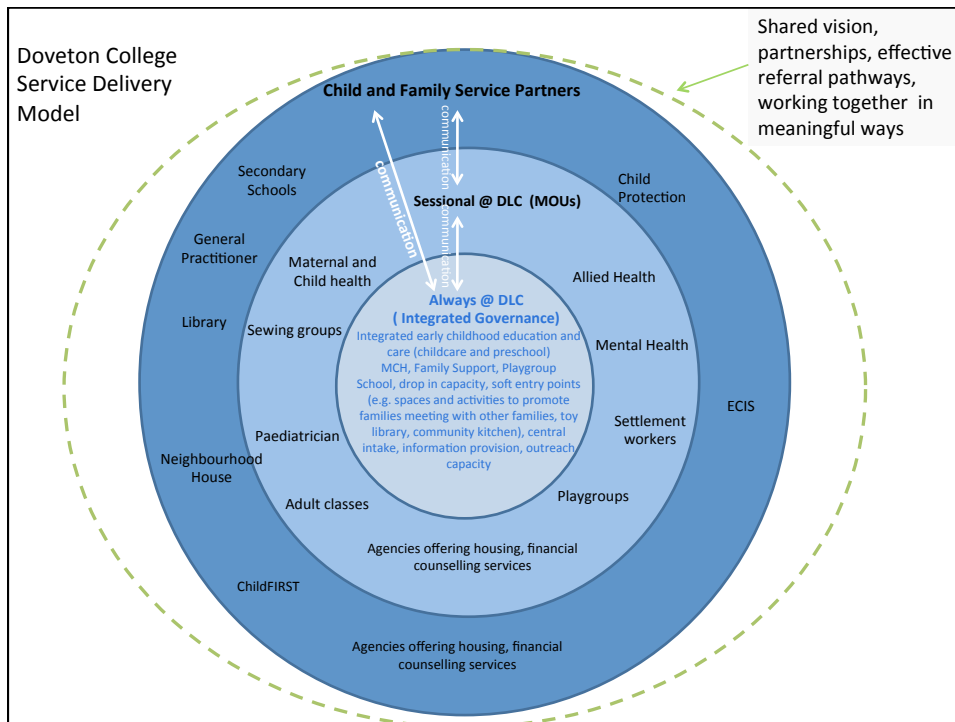 Doveton College
Service Delivery
Model
Shared vision,
partnerships, effective
referral pathways,
working together in
meaningful ways
Child and Family Service Partners
communication
communication
communication
Secondary
Schools
Child
Protection
Sessional @ DLC (MOUs)
General
Practitioner
Maternal and
Child health
Allied Health
Library
Sewing groups
Always @ DLC
( Integrated Governance)
Integrated early childhood education and
care (childcare and preschool)
MCH, Family Support, Playgroup
School, drop in capacity, soft entry points
(e.g. spaces and activities to promote
families meeting with other families, toy
library, community kitchen), central
intake, information provision, outreach
capacity
Mental Health
ECIS
Settlement
workers
Paediatrician
Neighbourhood
House
Adult classes
Playgroups
Agencies offering housing, financial
counselling services
ChildFIRST
Agencies offering housing, financial
counselling services